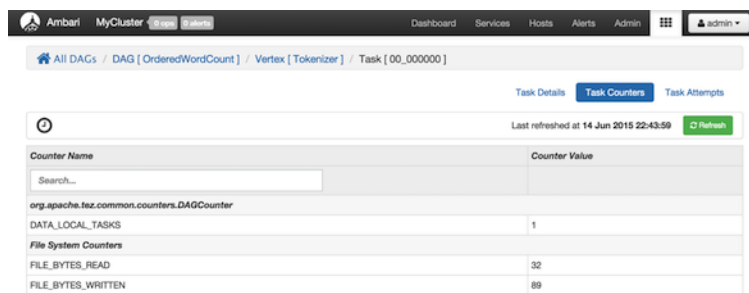 Ambari MyCluster 0 ops 0 alerts Dashboard Services Hosts Alerts Admin admin
All DAGs / DAG [ OrderedWordCount ] / Vertex [ Tokenizer ] / Task [ 00_000000 ]
Task Details Task Counters Task Attempts
Last refreshed at 14 Jun 2015 22:43:59 Refresh
Counter Name Counter Value
Search...
org.apache.tez.common.counters.DAGCounter
DATA_LOCAL_TASKS 1
File System Counters
FILE_BYTES_READ 32
FILE_BYTES_WRITTEN 89